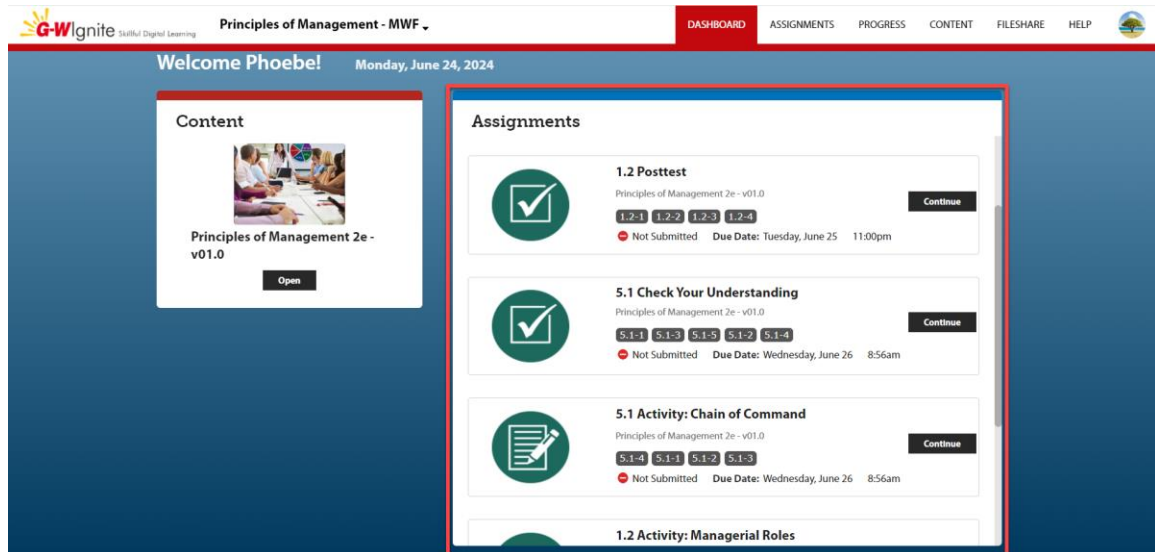 G-WIgnite Skillful Digital Learning
Principles of Management - MWF
DASHBOARD ASSIGNMENTS PROGRESS CONTENT FILESHARE HELP
Welcome Phoebe! Monday, June 24, 2024
Content
Principles of Management 2e -
v01.0
Open
Assignments
1.2 Posttest
Principles of Management 2e - v01.0
1.2-1 1.2-2 1.2-3 1.2-4
Not Submitted Due Date: Tuesday, June 25 11:00pm
Continue
5.1 Check Your Understanding
Principles of Management 2e - v01.0
5.1-1 5.1-3 5.1-5 5.1-2 5.1-4
Not Submitted Due Date: Wednesday, June 26 8:56am
Continue
5.1 Activity: Chain of Command
Principles of Management 2e - v01.0
5.1-4 5.1-1 5.1-2 5.1-3
Not Submitted Due Date: Wednesday, June 26 8:56am
Continue
1.2 Activity: Managerial Roles